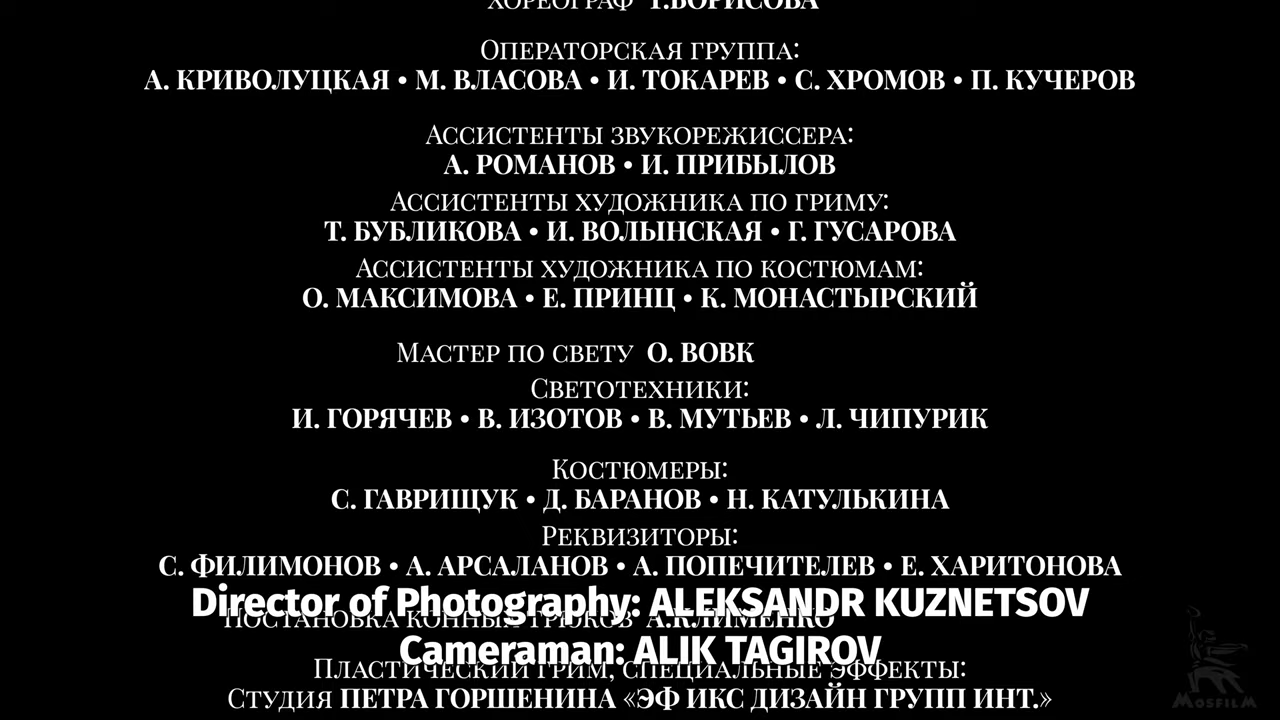 ХОРЕОГРАФ Т.БОРИСОВА
ОПЕРАТОРСКАЯ ГРУППА:
А. КРИВОЛУЦКАЯ • М. ВЛАСОВА • И. ТОКАРЕВ • С. ХРОМОВ • П. КУЧЕРОВ
АССИСТЕНТЫ ЗВУКОРЕЖИССЕРА:
А. РОМАНОВ • И. ПРИБЫЛОВ
АССИСТЕНТЫ ХУДОЖНИКА ПО ГРИМУ:
Т. БУБЛИКОВА • И. ВОЛЫНСКАЯ • Г. ГУСАРОВА
АССИСТЕНТЫ ХУДОЖНИКА ПО КОСТЮМАМ:
О. МАКСИМОВА • Е. ПРИНЦ • К. МОНАСТЫРСКИЙ
МАСТЕР ПО СВЕТУ О. ВОВК
СВЕТОТЕХНИКИ:
И. ГОРЯЧЕВ • В. ИЗОТОВ • В. МУТЬЕВ • Л. ЧИПУРИК
КОСТЮМЕРЫ:
С. ГАВРИЩУК • Д. БАРАНОВ • Н. КАТУЛЬКИНА
РЕКВИЗИТОРЫ:
С. ФИЛИМОНОВ • А. АРСАЛАНОВ • А. ПОПЕЧИТЕЛЕВ • Е. ХАРИТОНОВА
Director of Photography: ALEKSANDR KUZNETSOV
ПОСТАНОВКА КОННЫХ ТРЮКОВ А.КЛИМЕНКО
Cameraman: ALIK TAGIROV
ПЛАСТИЧЕСКИЙ ГРИМ, СПЕЦИАЛЬНЫЕ ЭФФЕКТЫ:
СТУДИЯ ПЕТРА ГОРШЕНИНА «ЭФ ИКС ДИЗАЙН ГРУПП ИНТ.»
MOSFILM